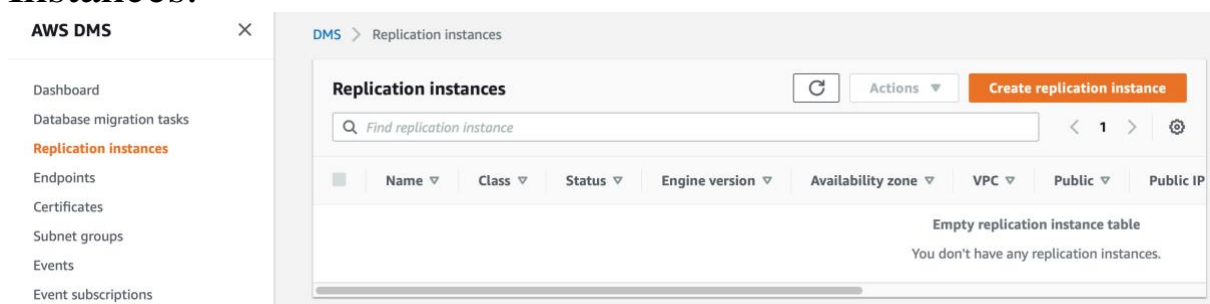 Instances.
AWS DMS
Dashboard
Database migration tasks
Replication instances
Endpoints
Certificates
Subnet groups
Events
Event subscriptions
DMS > Replication instances
Replication instances
Actions
Create replication instance
Find replication instance
< 1 >
Name Class Status Engine version Availability zone VPC Public Public IP
Empty replication instance table
You don't have any replication instances.